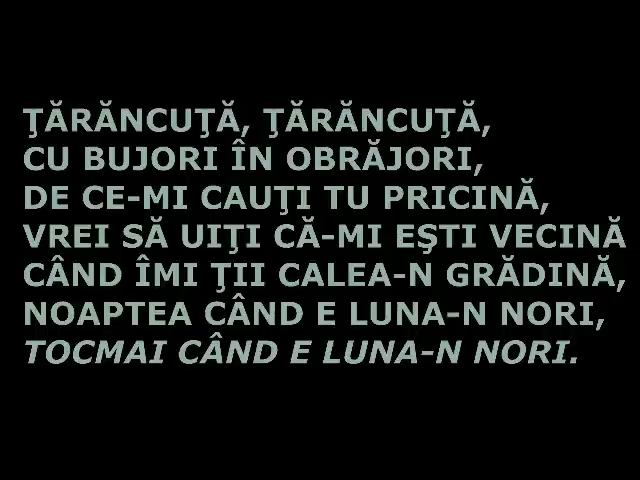 ŢĂRĂNCUŢĂ, ŢĂRĂNCUŢĂ,
CU BUJORI ÎN OBRĂJORI,
DE CE-MI CAUŢI TU PRICINĂ,
VREI SĂ UIŢI CĂ-MI EŞTI VECINĂ
CÂND ÎMI ŢII CALEA-N GRĂDINĂ,
NOAPTEA CÂND E LUNA-N NORI,
TOCMAI CÂND E LUNA-N NORI.